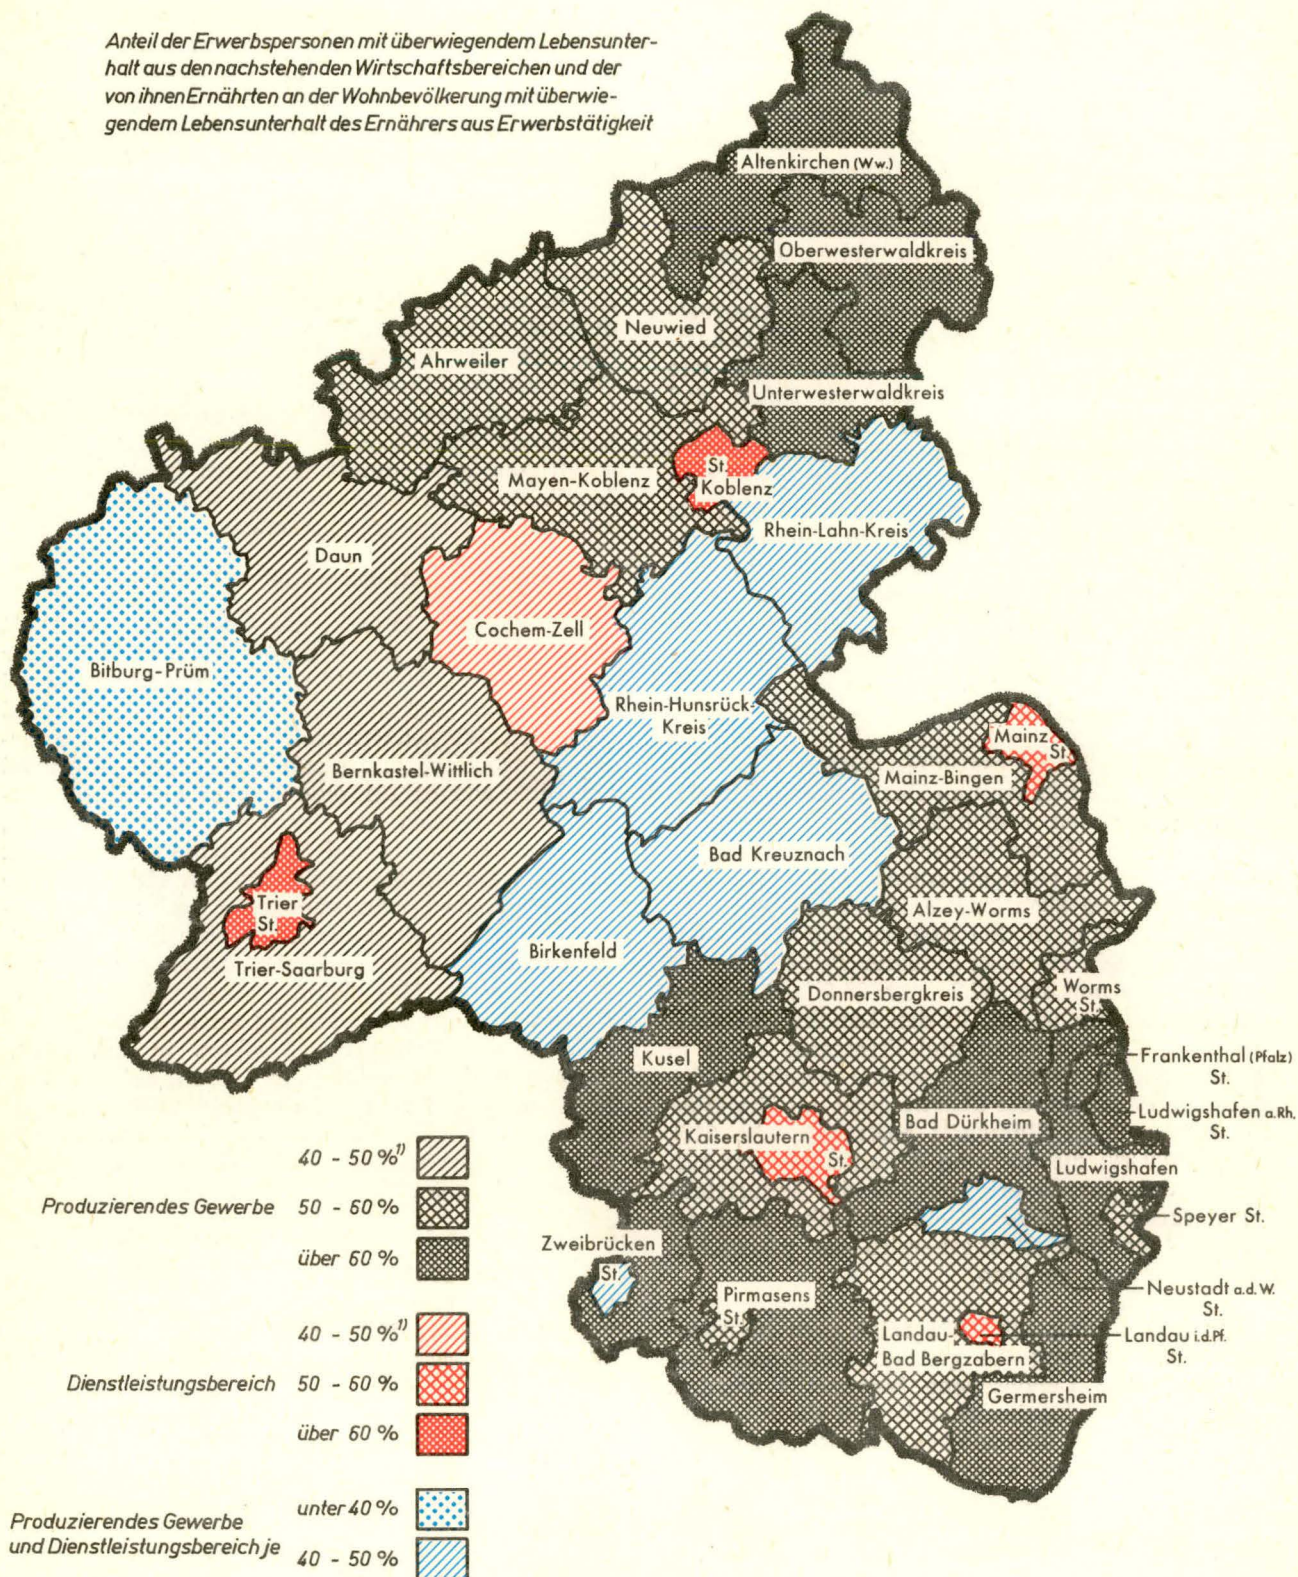 Anteil der Erwerbspersonen mit überwiegendem Lebensunter-
halt aus den nachstehenden Wirtschaftsbereichen und der
von ihnen Ernährten an der Wohnbevölkerung mit überwie-
gendem Lebensunterhalt des Ernährers aus Erwerbstätigkeit
Altenkirchen (Ww.)
Oberwesterwaldkreis
Neuwied
Ahrweiler
Unterwesterwaldkreis
Mayen-Koblenz
St.
Koblenz
Rhein-Lahn-Kreis
Daun
Cochem-Zell
Bitburg-Prüm
Rhein-Hunsrück-
Kreis
Mainz
St.
Bernkastel-Wittlich
Mainz-Bingen
Bad Kreuznach
Trier
St.
Alzey-Worms
Birkenfeld
Trier-Saarburg
Donnersbergkreis
Worms
St.
Kusel
Frankenthal (Pfalz)
St.
Bad Dürkheim
Ludwigshafen a.Rh.
St.
Kaiserslautern
St.
Ludwigshafen
Speyer St.
Zweibrücken
St.
Pirmasens
St.
Neustadt a.d.W.
St.
Landau-
Bad Bergzabern
Landau i.d.Pf.
St.
Germersheim
40 - 50 %¹⁾
Produzierendes Gewerbe 50 - 60 %
über 60 %
40 - 50 %¹⁾
Dienstleistungsbereich 50 - 60 %
über 60 %
unter 40 %
Produzierendes Gewerbe
und Dienstleistungsbereich je
40 - 50 %